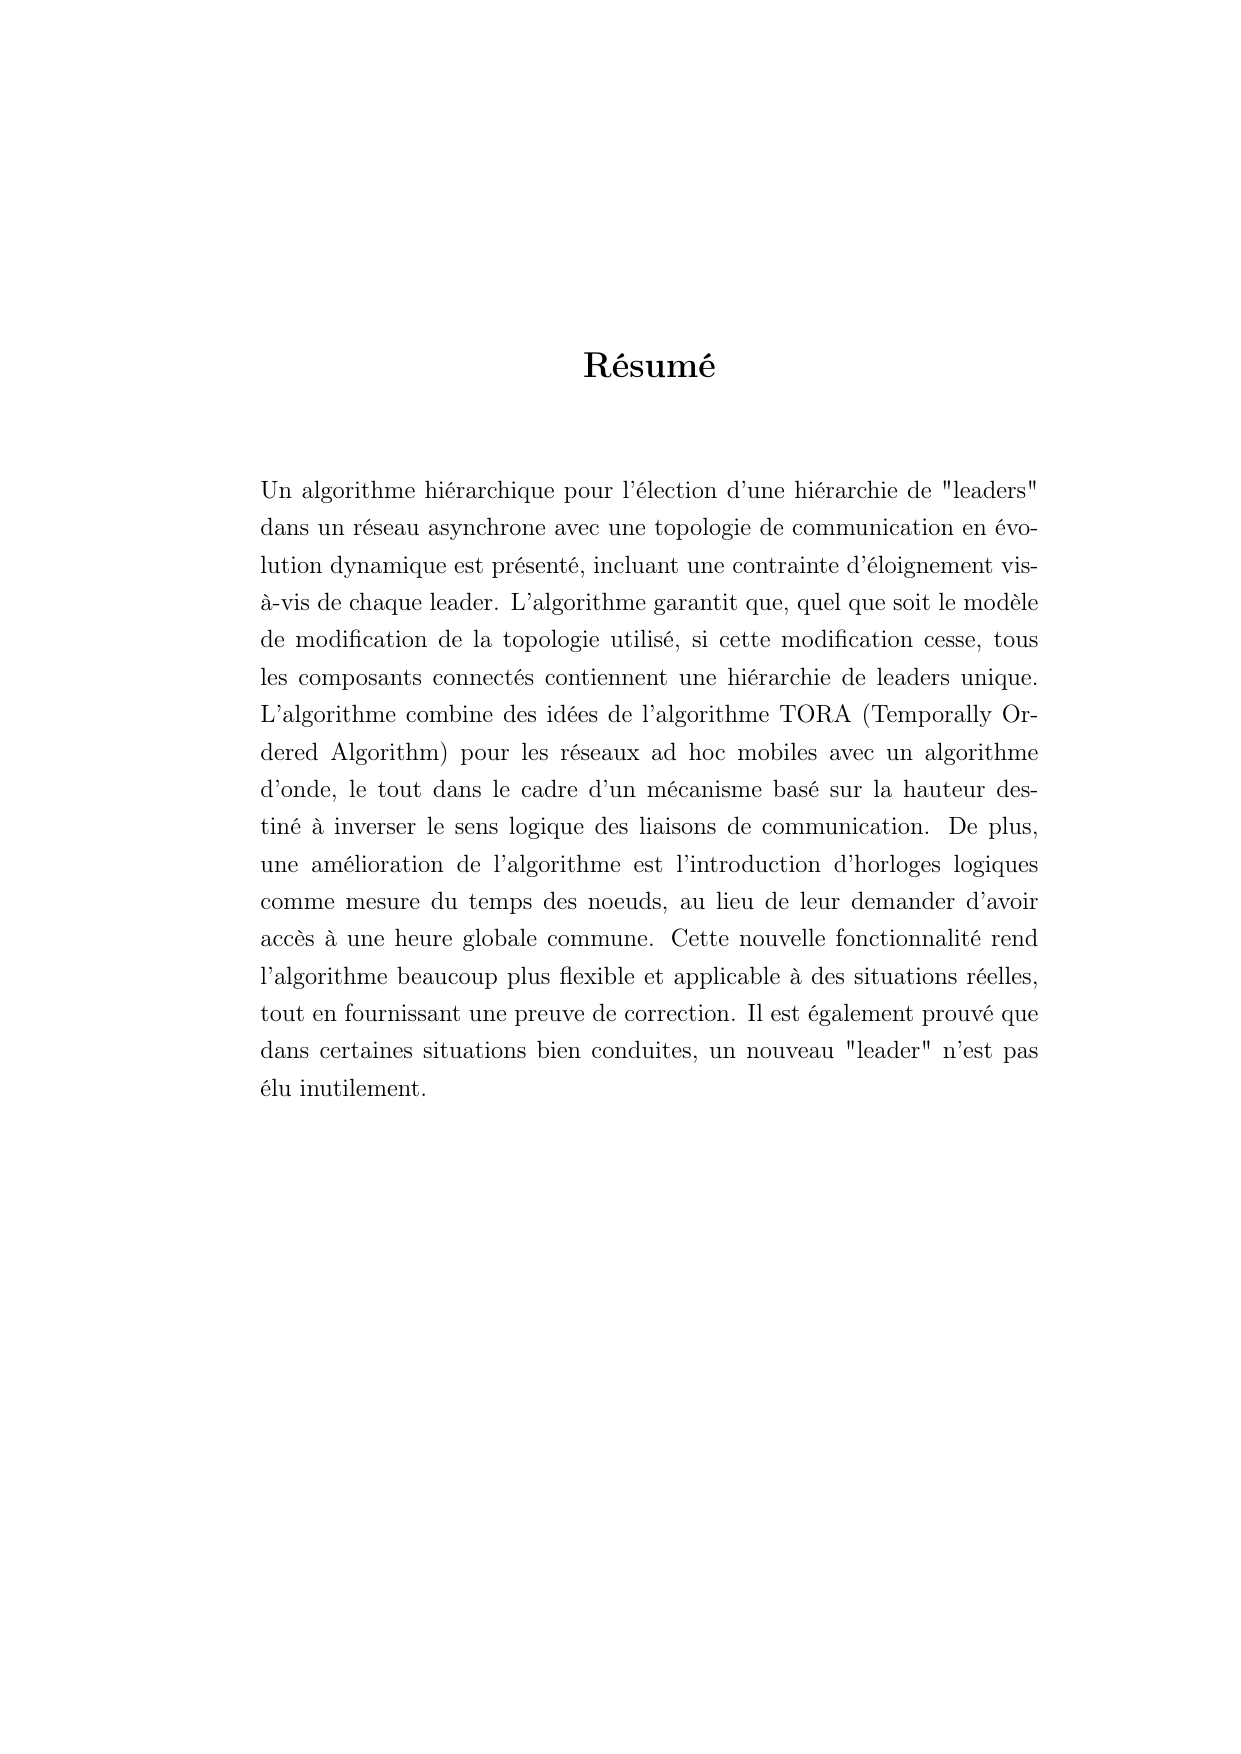 Résumé
Un algorithme hiérarchique pour l'élection d'une hiérarchie de "leaders"
dans un réseau asynchrone avec une topologie de communication en évo-
lution dynamique est présenté, incluant une contrainte d'éloignement vis-
à-vis de chaque leader. L'algorithme garantit que, quel que soit le modèle
de modification de la topologie utilisé, si cette modification cesse, tous
les composants connectés contiennent une hiérarchie de leaders unique.
L'algorithme combine des idées de l'algorithme TORA (Temporally Or-
dered Algorithm) pour les réseaux ad hoc mobiles avec un algorithme
d'onde, le tout dans le cadre d'un mécanisme basé sur la hauteur des-
tiné à inverser le sens logique des liaisons de communication. De plus,
une amélioration de l'algorithme est l'introduction d'horloges logiques
comme mesure du temps des noeuds, au lieu de leur demander d'avoir
accès à une heure globale commune. Cette nouvelle fonctionnalité rend
l'algorithme beaucoup plus flexible et applicable à des situations réelles,
tout en fournissant une preuve de correction. Il est également prouvé que
dans certaines situations bien conduites, un nouveau "leader" n'est pas
élu inutilement.